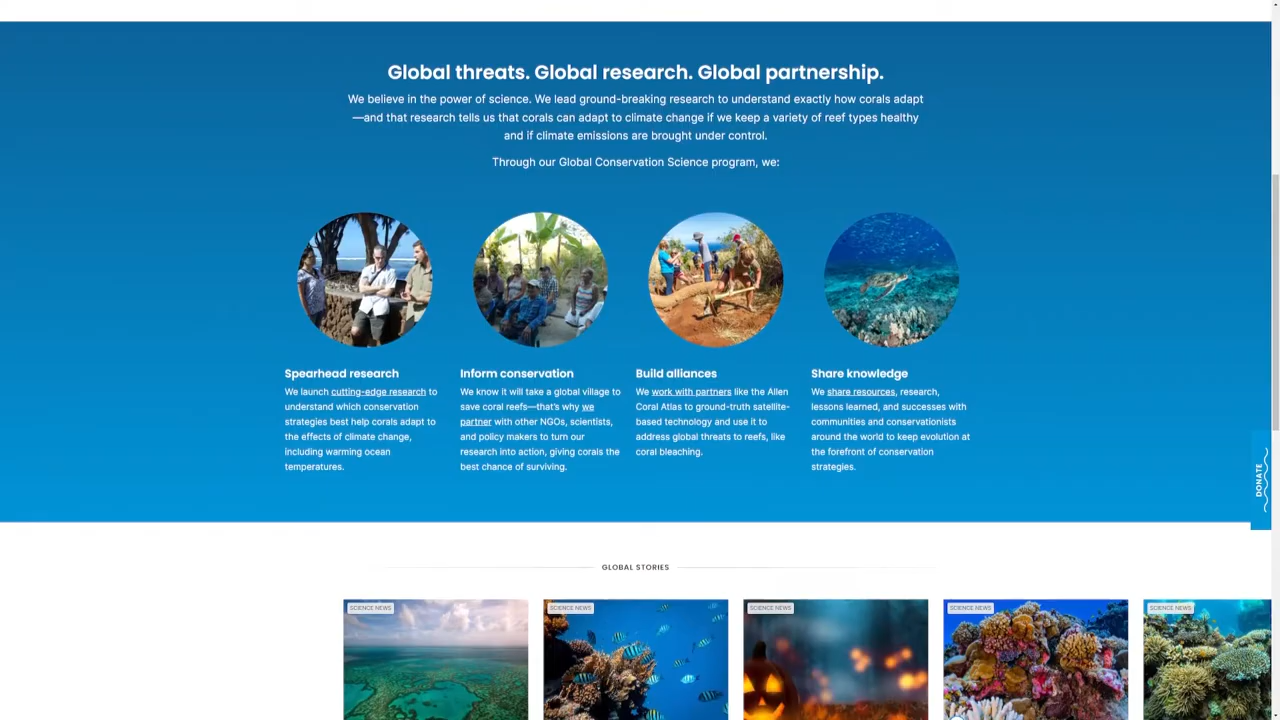 Global threats. Global research. Global partnership.
We believe in the power of science. We lead ground-breaking research to understand exactly how corals adapt
—and that research tells us that corals can adapt to climate change if we keep a variety of reef types healthy
and if climate emissions are brought under control.
Through our Global Conservation Science program, we:
Spearhead research
We launch cutting-edge research to
understand which conservation
strategies best help corals adapt to
the effects of climate change,
including warming ocean
temperatures.
Inform conservation
We know it will take a global village to
save coral reefs—that's why we
partner with other NGOs, scientists,
and policy makers to turn our
research into action, giving corals the
best chance of surviving.
Build alliances
We work with partners like the Allen
Coral Atlas to ground-truth satellite-
based technology and use it to
address global threats to reefs, like
coral bleaching.
Share knowledge
We share resources, research,
lessons learned, and successes with
communities and conservationists
around the world to keep evolution at
the forefront of conservation
strategies.
DONATE
GLOBAL STORIES
SCIENCE NEWS
SCIENCE NEWS
SCIENCE NEWS
SCIENCE NEWS
SCIENCE NEWS